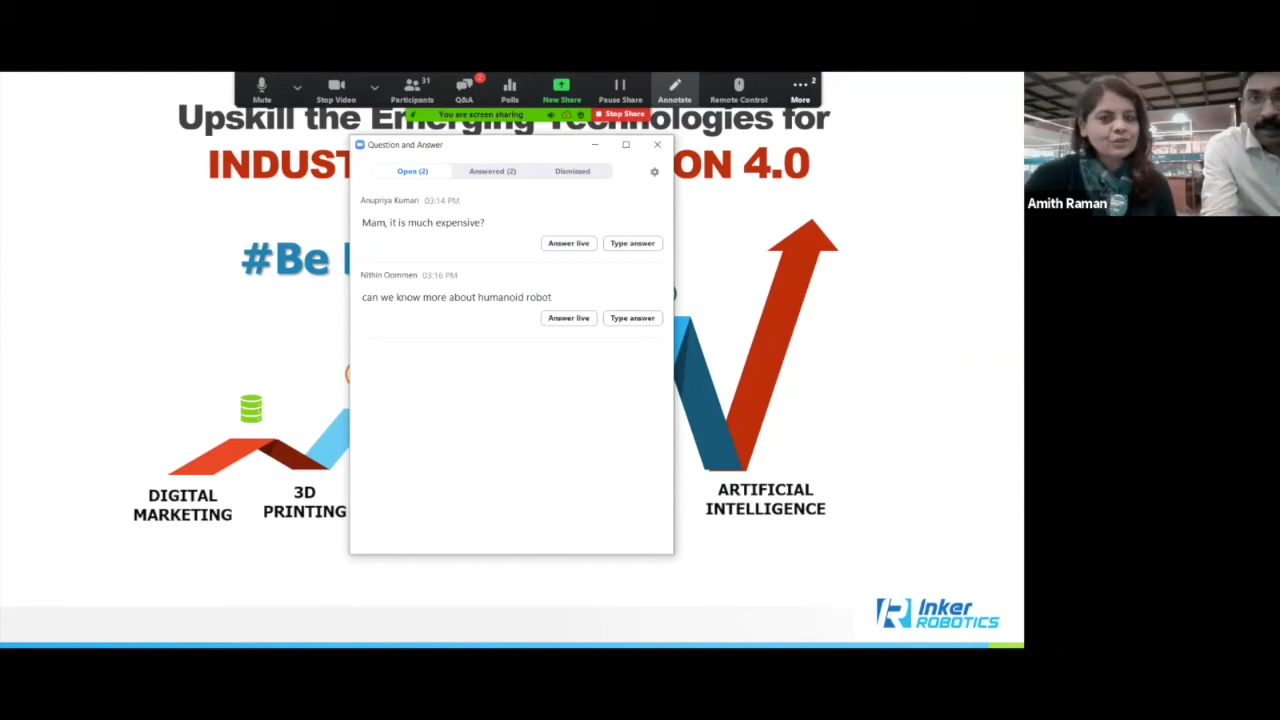 31
2
2
Mute
Stop Video
Participants
Q&A
Polls
New Share
Pause Share
Annotate
Remote Control
More
You are screen sharing
Stop Share
Upskill the Emerging Technologies for
INDUST
ON 4.0
#Be
Question and Answer
Open (2)
Answered (2)
Dismissed
Anupriya Kumari 03:14 PM
Mam, it is much expensive?
Answer live
Type answer
Nithin Oommen 03:16 PM
can we know more about humanoid robot
Answer live
Type answer
DIGITAL
MARKETING
3D
PRINTING
ARTIFICIAL
INTELLIGENCE
Inker
ROBOTICS
Amith Raman